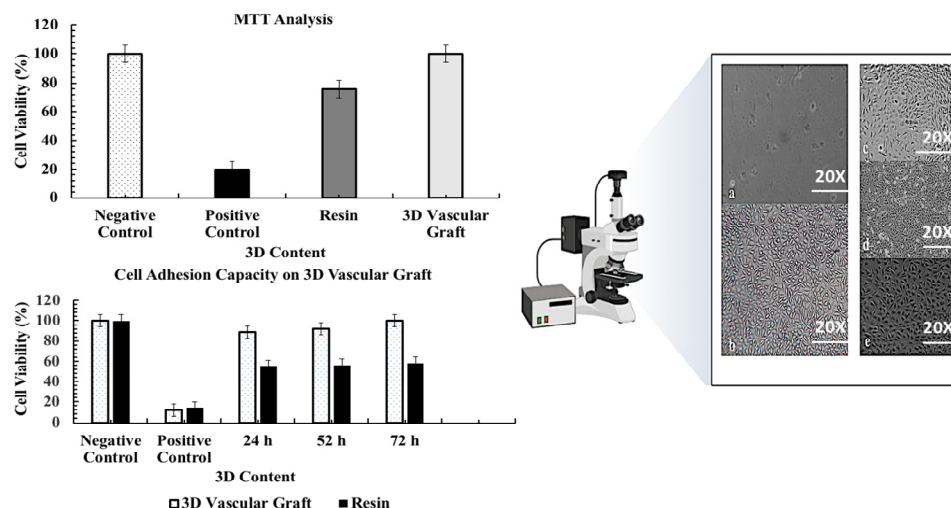 MTT Analysis
Cell Viability (%)
120
100
80
60
40
20
0
Negative Control
Positive Control
Resin
3D Vascular Graft
3D Content
Cell Adhesion Capacity on 3D Vascular Graft
Cell Viability (%)
120
100
80
60
40
20
0
Negative Control
Positive Control
24 h
52 h
72 h
3D Content
3D Vascular Graft
Resin
20X
a
20X
b
20X
c
20X
d
20X
e